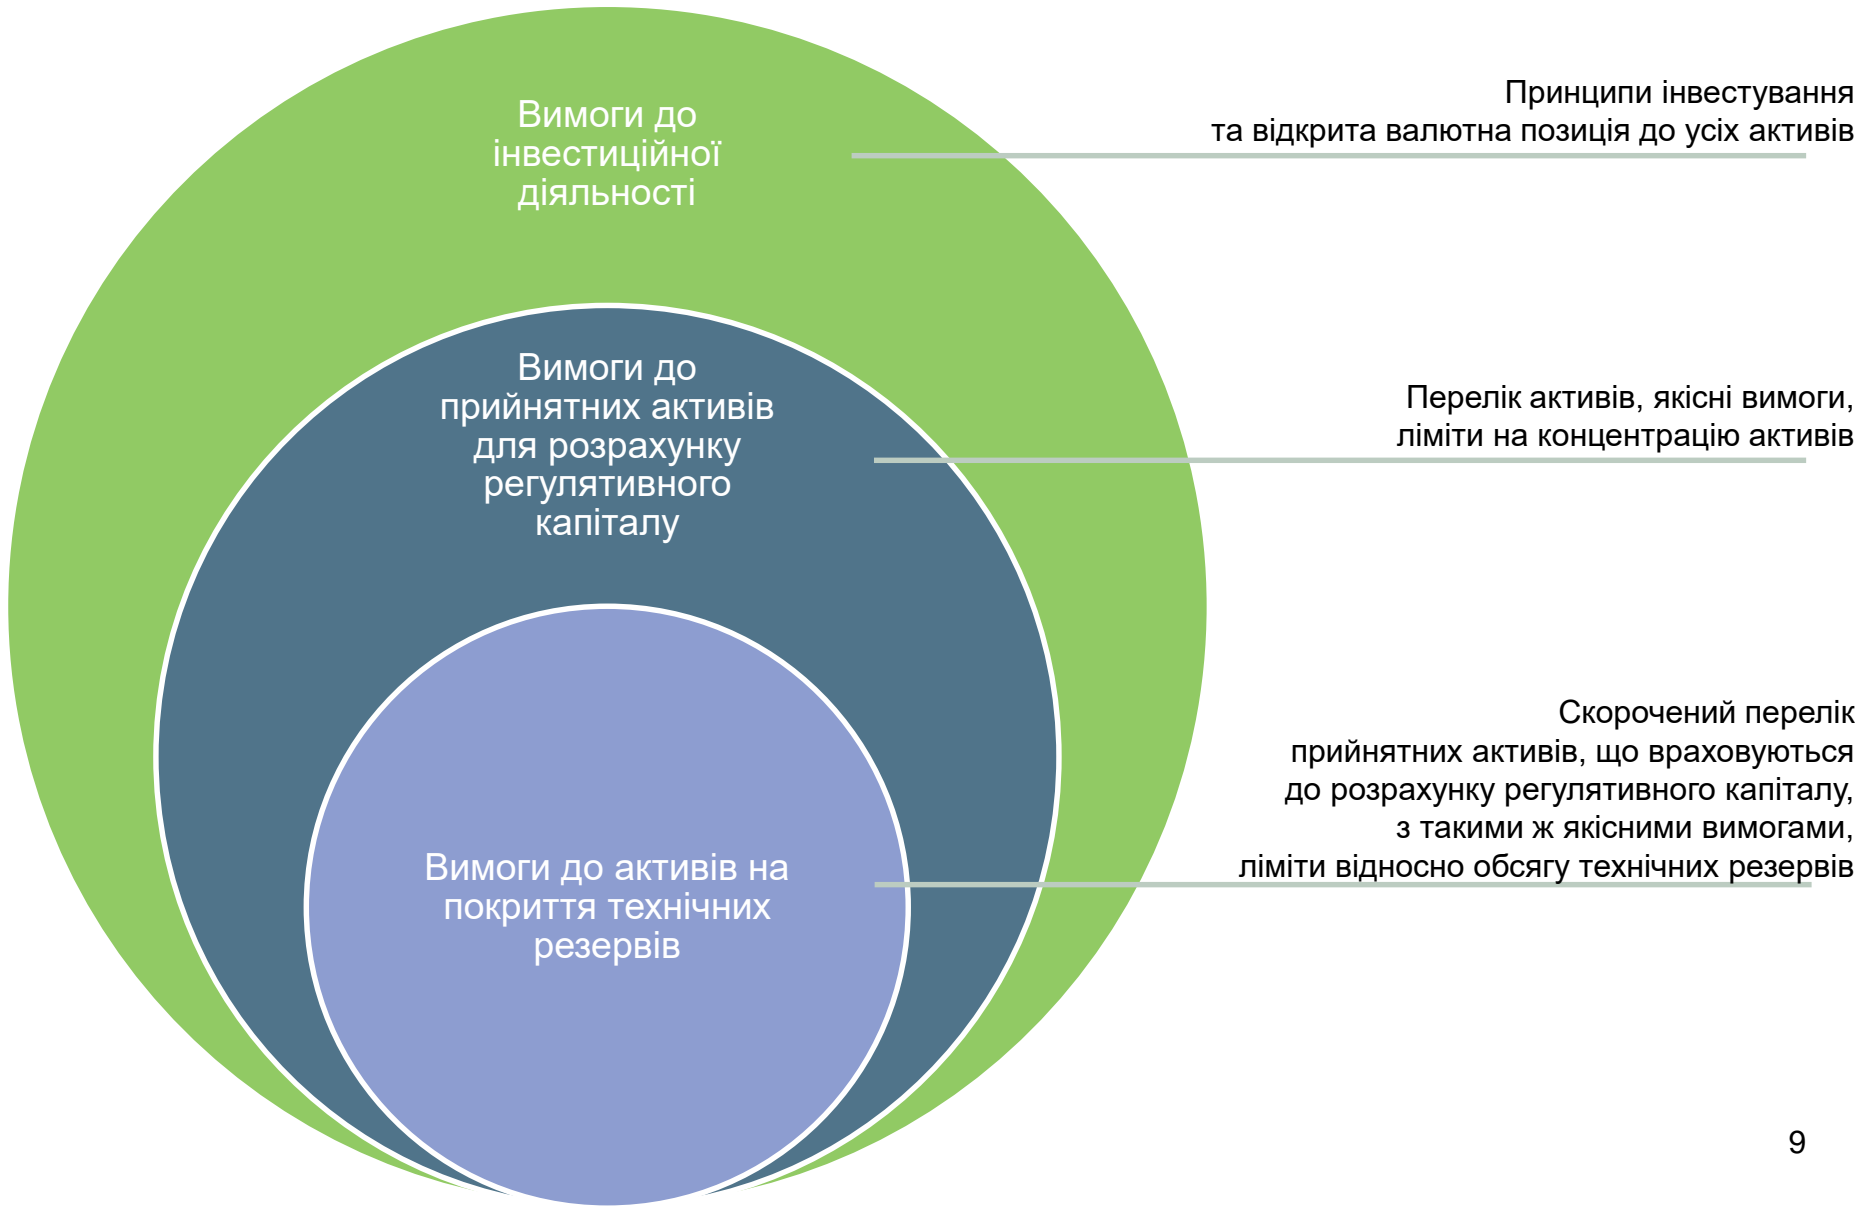 Вимоги до
інвестиційної
діяльності
Принципи інвестування
та відкрита валютна позиція до усіх активів
Вимоги до
прийнятних активів
для розрахунку
регулятивного
капіталу
Перелік активів, якісні вимоги,
ліміти на концентрацію активів
Вимоги до активів на
покриття технічних
резервів
Скорочений перелік
прийнятних активів, що враховуються
до розрахунку регулятивного капіталу,
з такими ж якісними вимогами,
ліміти відносно обсягу технічних резервів
9